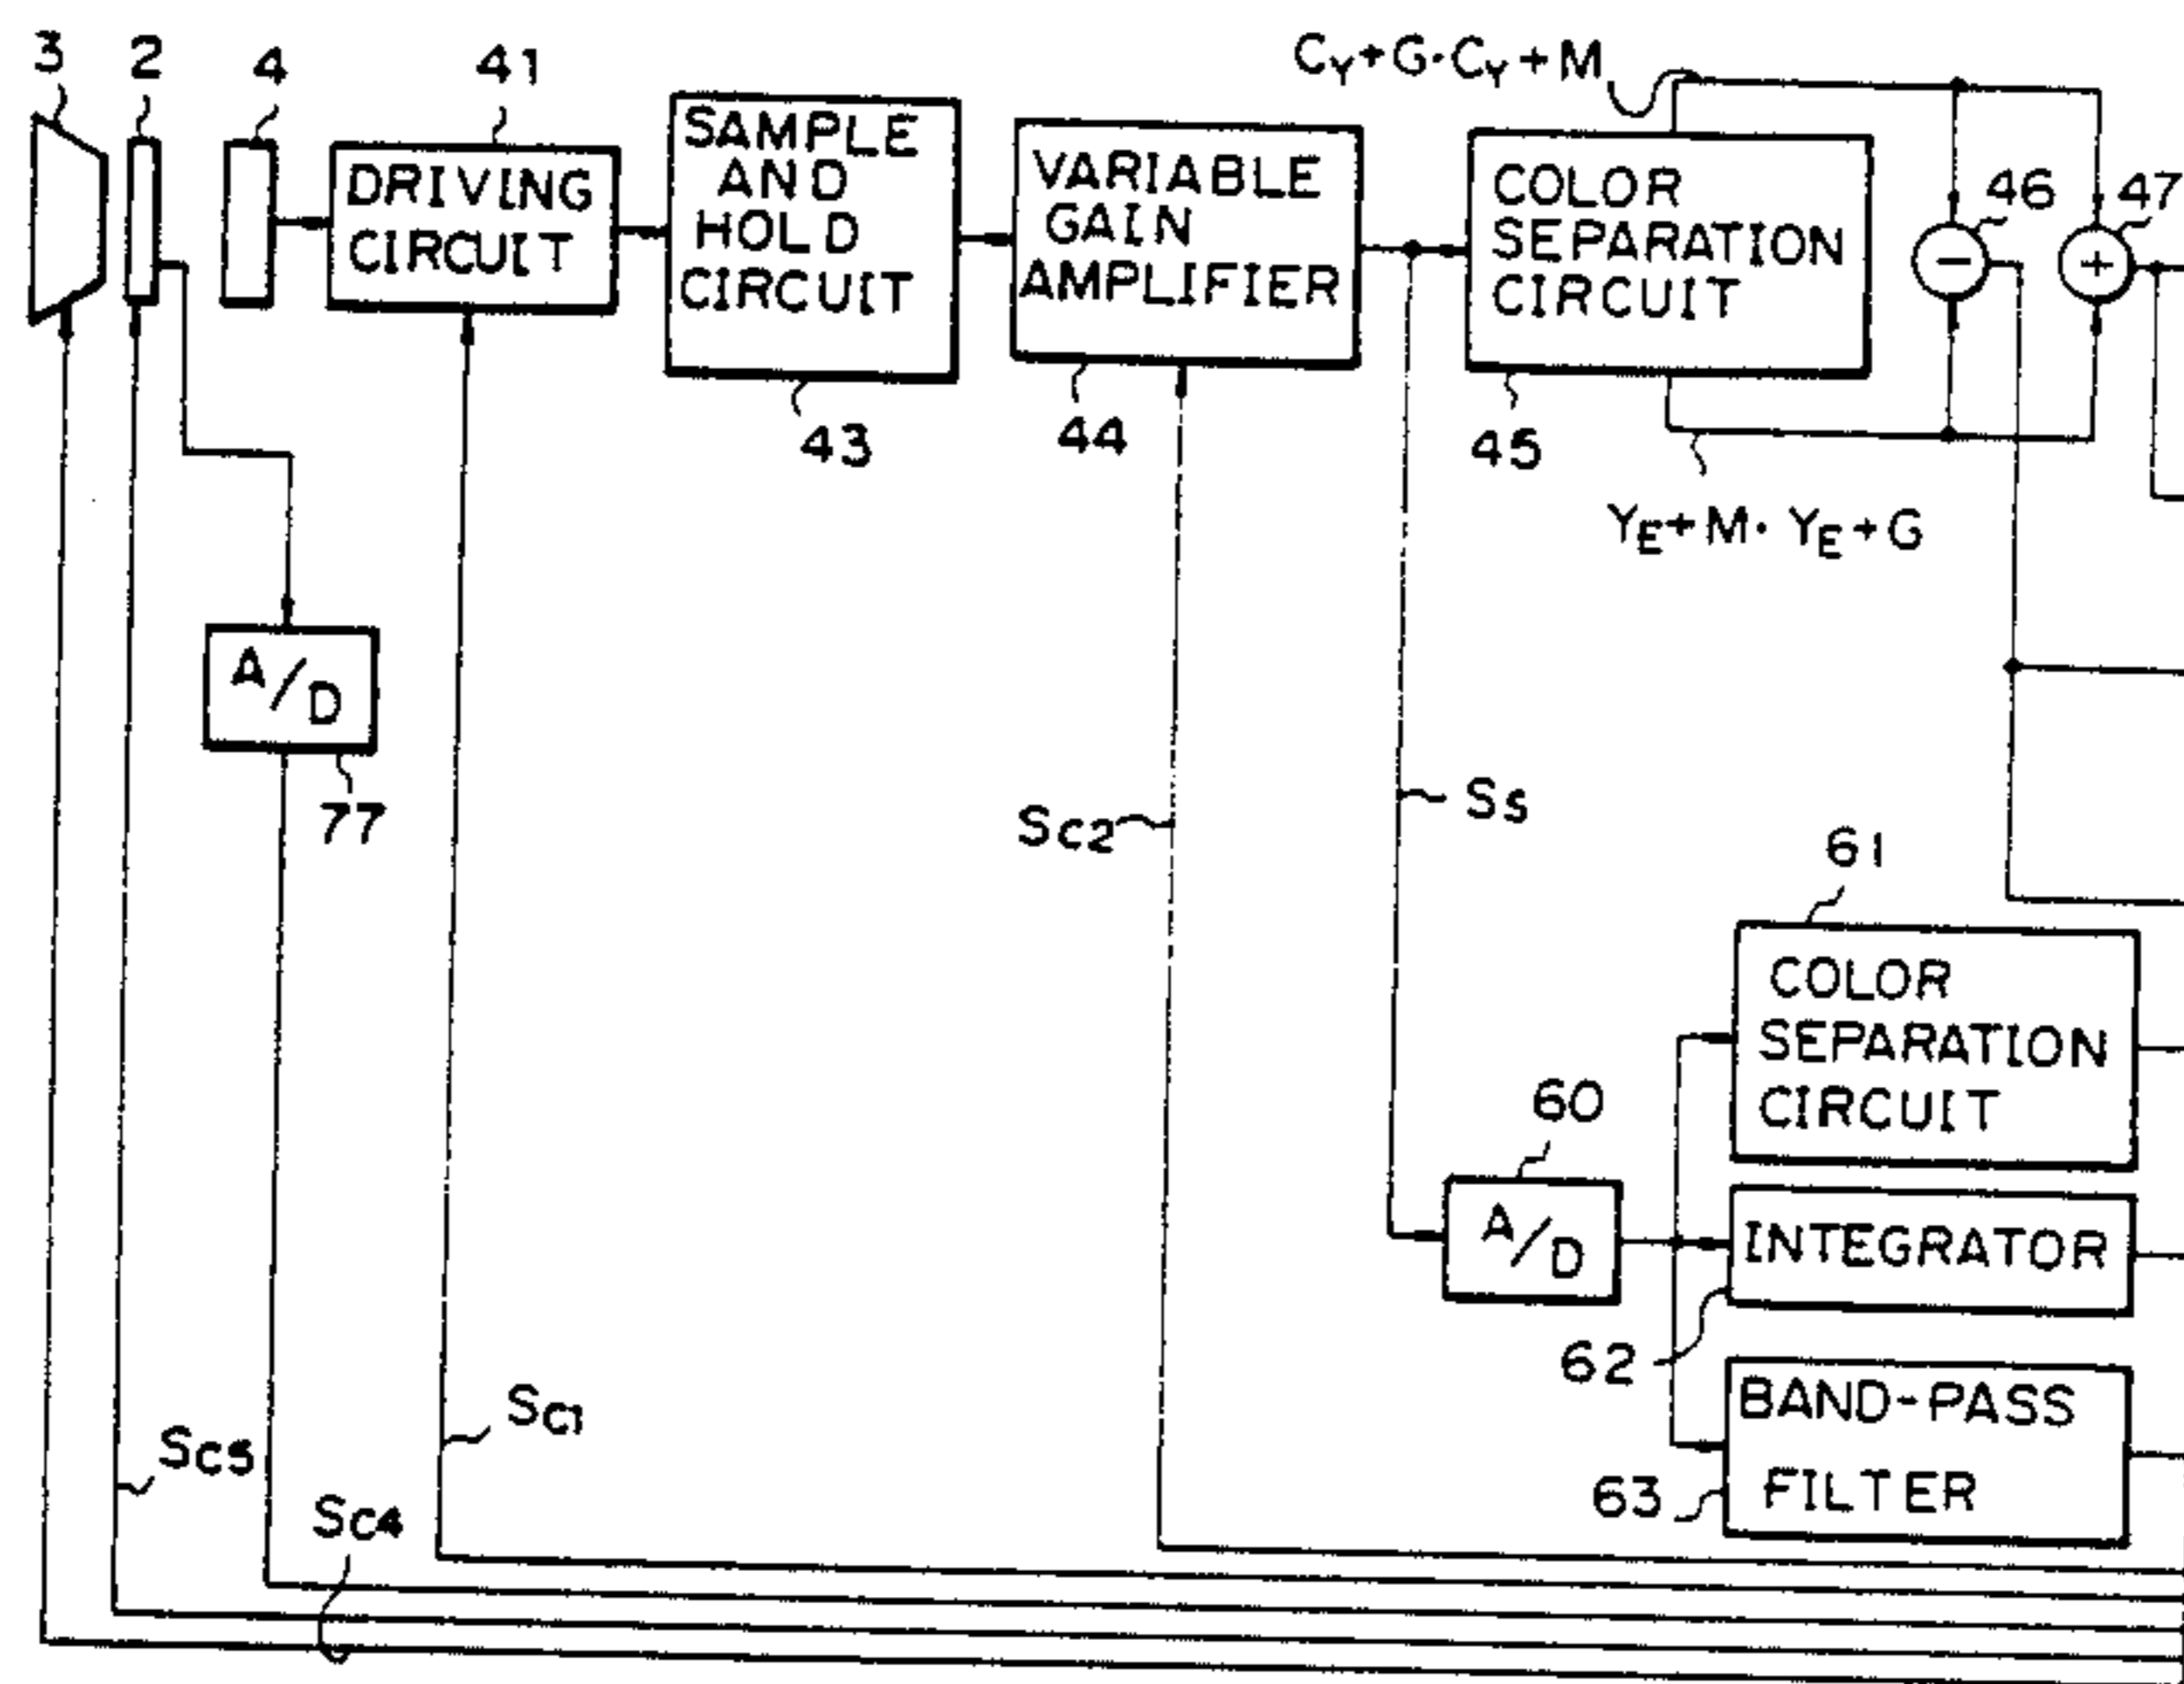 3
2
4
41
DRIVING
CIRCUIT
SAMPLE
AND
HOLD
CIRCUIT
43
VARIABLE
GAIN
AMPLIFIER
44
CY+G·CY+M
COLOR
SEPARATION
CIRCUIT
45
46
−
47
+
YE+M·YE+G
A/D
77
SC2
SS
61
COLOR
SEPARATION
CIRCUIT
60
A/D
INTEGRATOR
62
BAND-PASS
FILTER
63
SC1
SC5
SC4